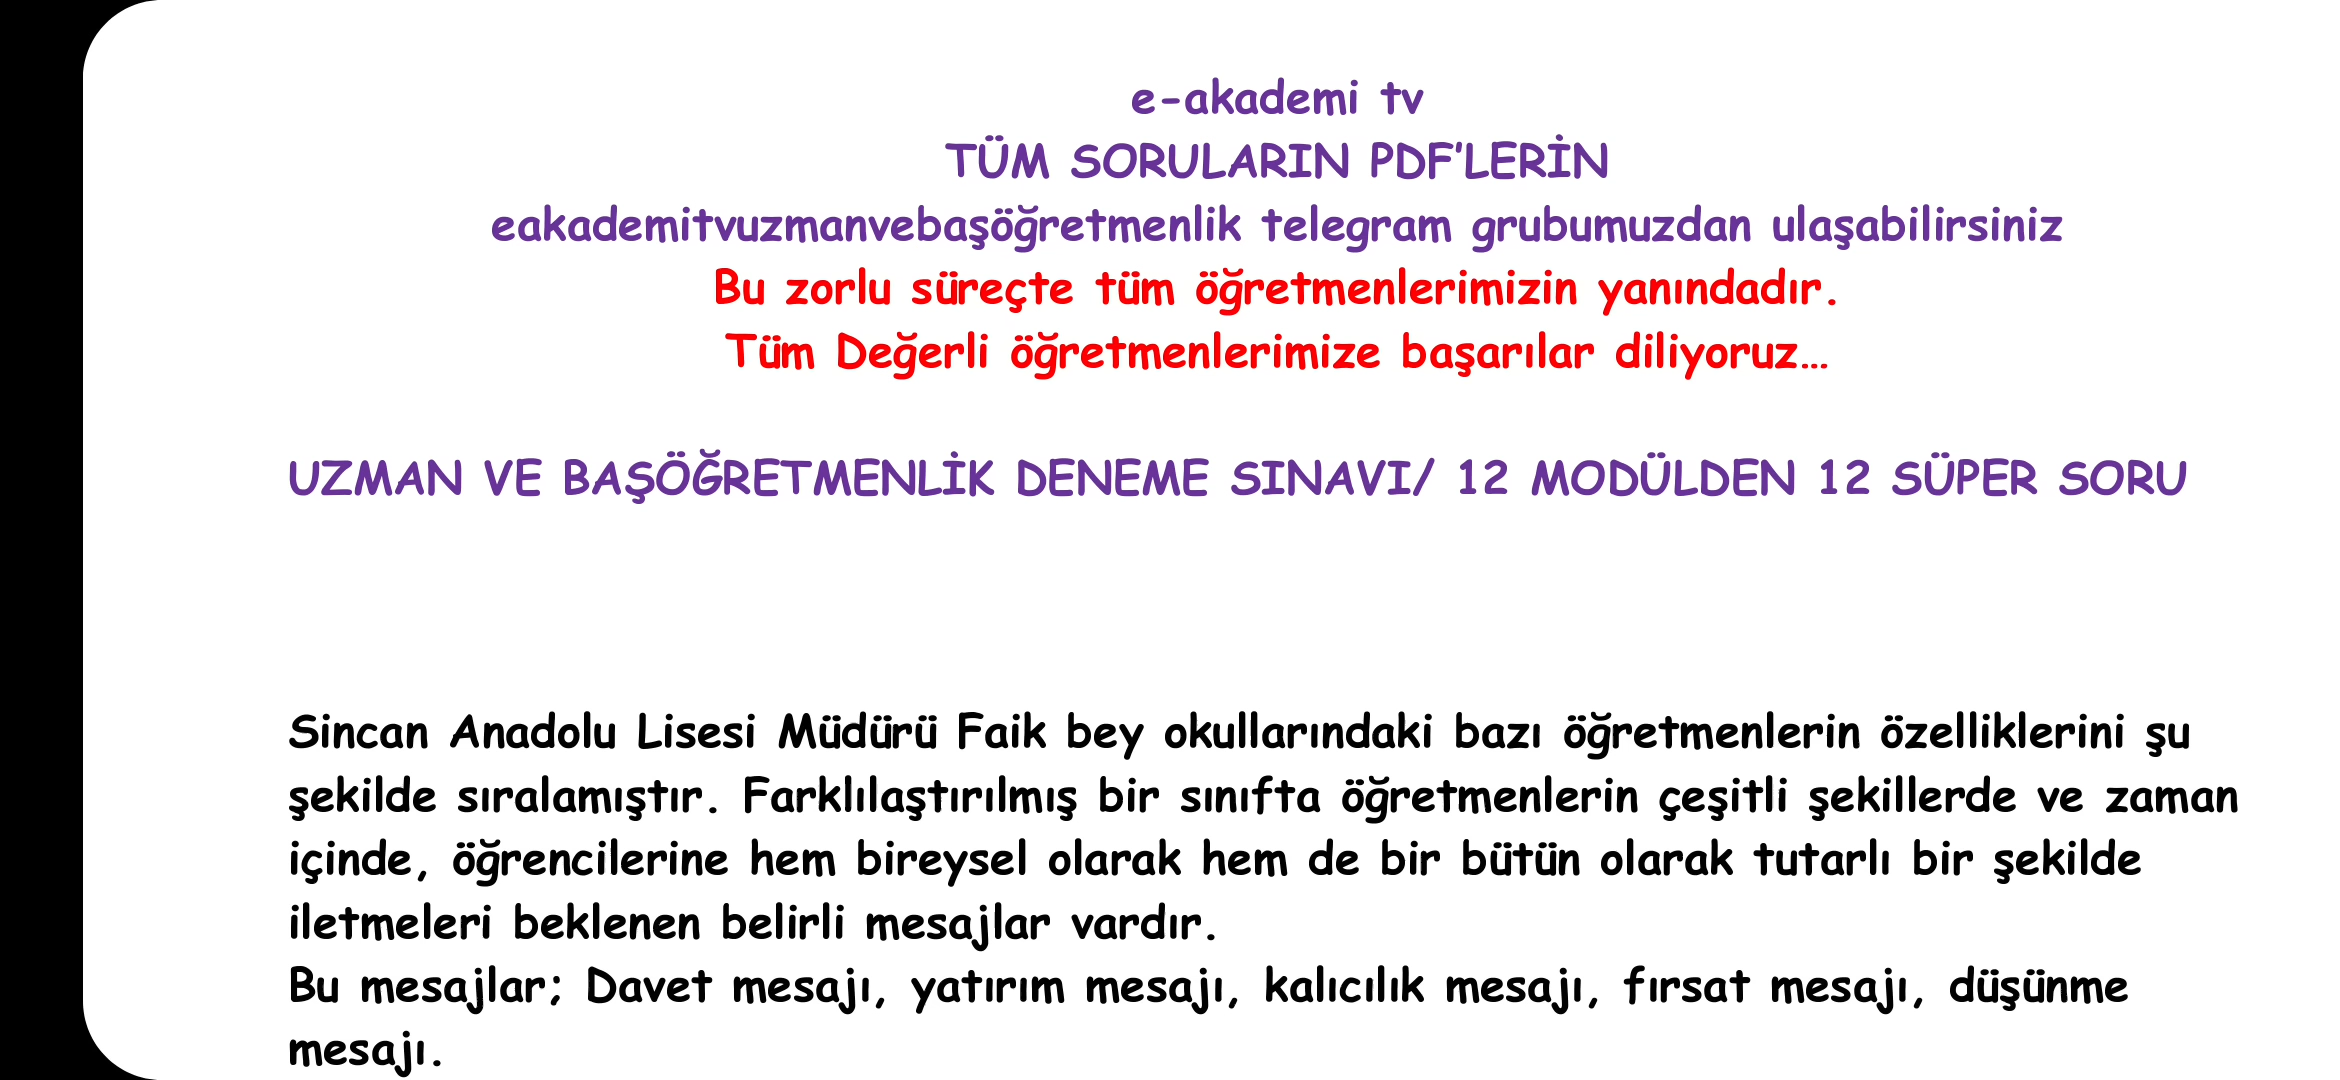 e-akademi tv
TÜM SORULARIN PDF'LERİN
eakademitvuzmanvebaşöğretmenlik telegram grubumuzdan ulaşabilirsiniz
Bu zorlu süreçte tüm öğretmenlerimizin yanındadır.
Tüm Değerli öğretmenlerimize başarılar diliyoruz...
UZMAN VE BAŞÖĞRETMENLİK DENEME SINAVI/ 12 MODÜLDEN 12 SÜPER SORU
Sincan Anadolu Lisesi Müdürü Faik bey okullarındaki bazı öğretmenlerin özelliklerini şu
şekilde sıralamıştır. Farklılaştırılmış bir sınıfta öğretmenlerin çeşitli şekillerde ve zaman
içinde, öğrencilerine hem bireysel olarak hem de bir bütün olarak tutarlı bir şekilde
iletmeleri beklenen belirli mesajlar vardır.
Bu mesajlar; Davet mesajı, yatırım mesajı, kalıcılık mesajı, fırsat mesajı, düşünme
mesajı.